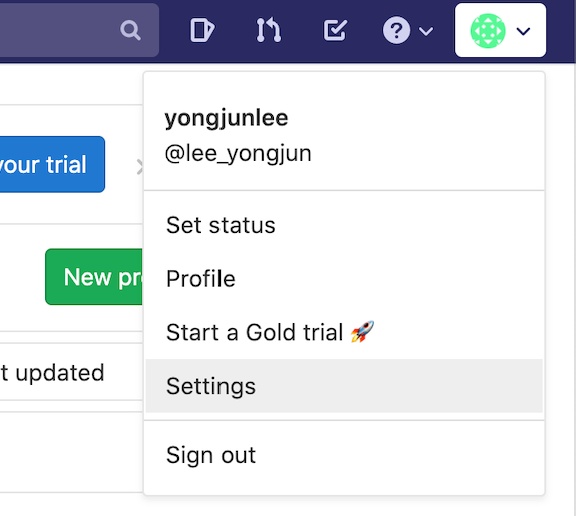 yongjunlee
@lee_yongjun
your trial
Set status
New pr
Profile
Start a Gold trial 🚀
t updated
Settings
Sign out